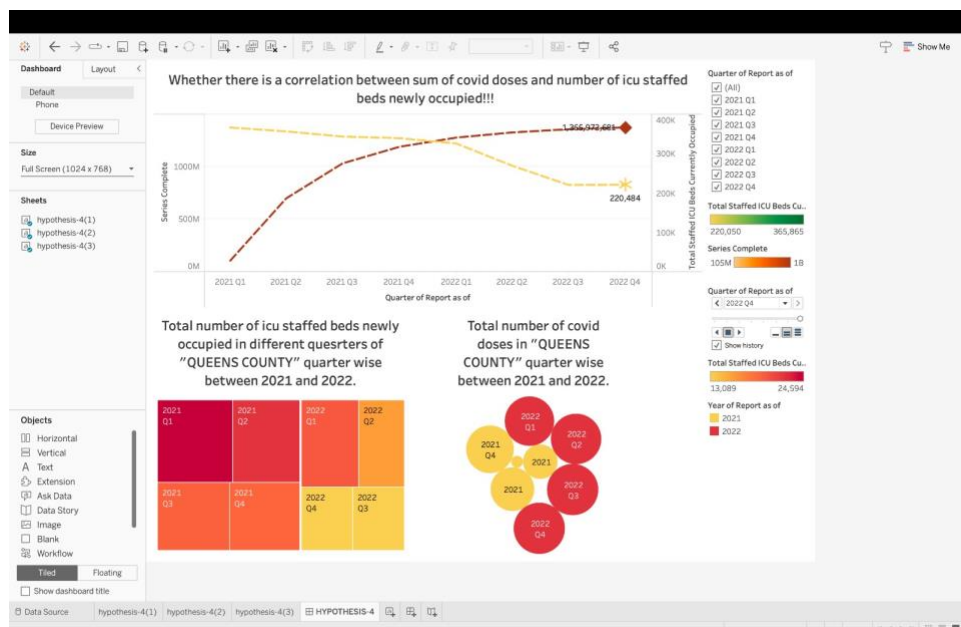 Show Me
Dashboard
Layout
Default
Phone
Device Preview
Size
Full Screen (1024 x 768)
Sheets
hypothesis-4(1)
hypothesis-4(2)
hypothesis-4(3)
Objects
Horizontal
Vertical
A Text
Extension
Ask Data
Data Story
Image
Blank
Workflow
Tiled
Floating
Show dashboard title
Whether there is a correlation between sum of covid doses and number of icu staffed
beds newly occupied!!!
Series Complete
1000M
500M
0M
220,484
400K
300K
200K
100K
0K
Total Staffed ICU Beds Currently Occupied
2021 Q1
2021 Q2
2021 Q3
2021 Q4
2022 Q1
2022 Q2
2022 Q3
2022 Q4
Quarter of Report as of
Total number of icu staffed beds newly
occupied in different quesrters of
"QUEENS COUNTY" quarter wise
between 2021 and 2022.
2021
Q1
2021
Q2
2022
Q1
2022
Q2
2021
Q3
2021
Q4
2022
Q4
2022
Q3
Total number of covid
doses in "QUEENS
COUNTY" quarter wise
between 2021 and 2022.
2022
Q1
2022
Q2
2021
Q4
2021
2021
2022
Q3
2022
Q4
Quarter of Report as of
(All)
2021 Q1
2021 Q2
2021 Q3
2021 Q4
2022 Q1
2022 Q2
2022 Q3
2022 Q4
Total Staffed ICU Beds Cu..
220,050
365,865
Series Complete
105M
1B
Quarter of Report as of
2022 Q4
Show history
Total Staffed ICU Beds Cu..
13,089
24,594
Year of Report as of
2021
2022
Data Source
hypothesis-4(1)
hypothesis-4(2)
hypothesis-4(3)
HYPOTHESIS-4